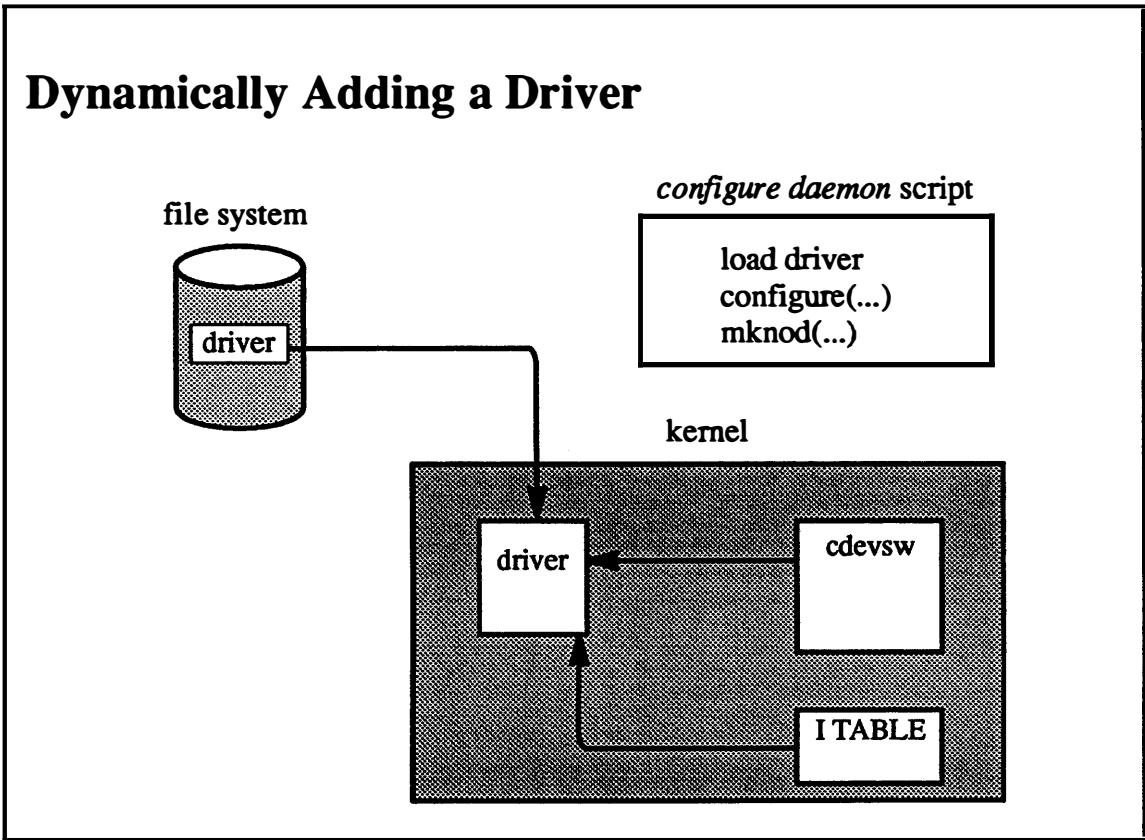 Dynamically Adding a Driver
configure daemon script
file system
load driver
configure(...)
mknod(...)
driver
kernel
driver
cdevsw
I TABLE